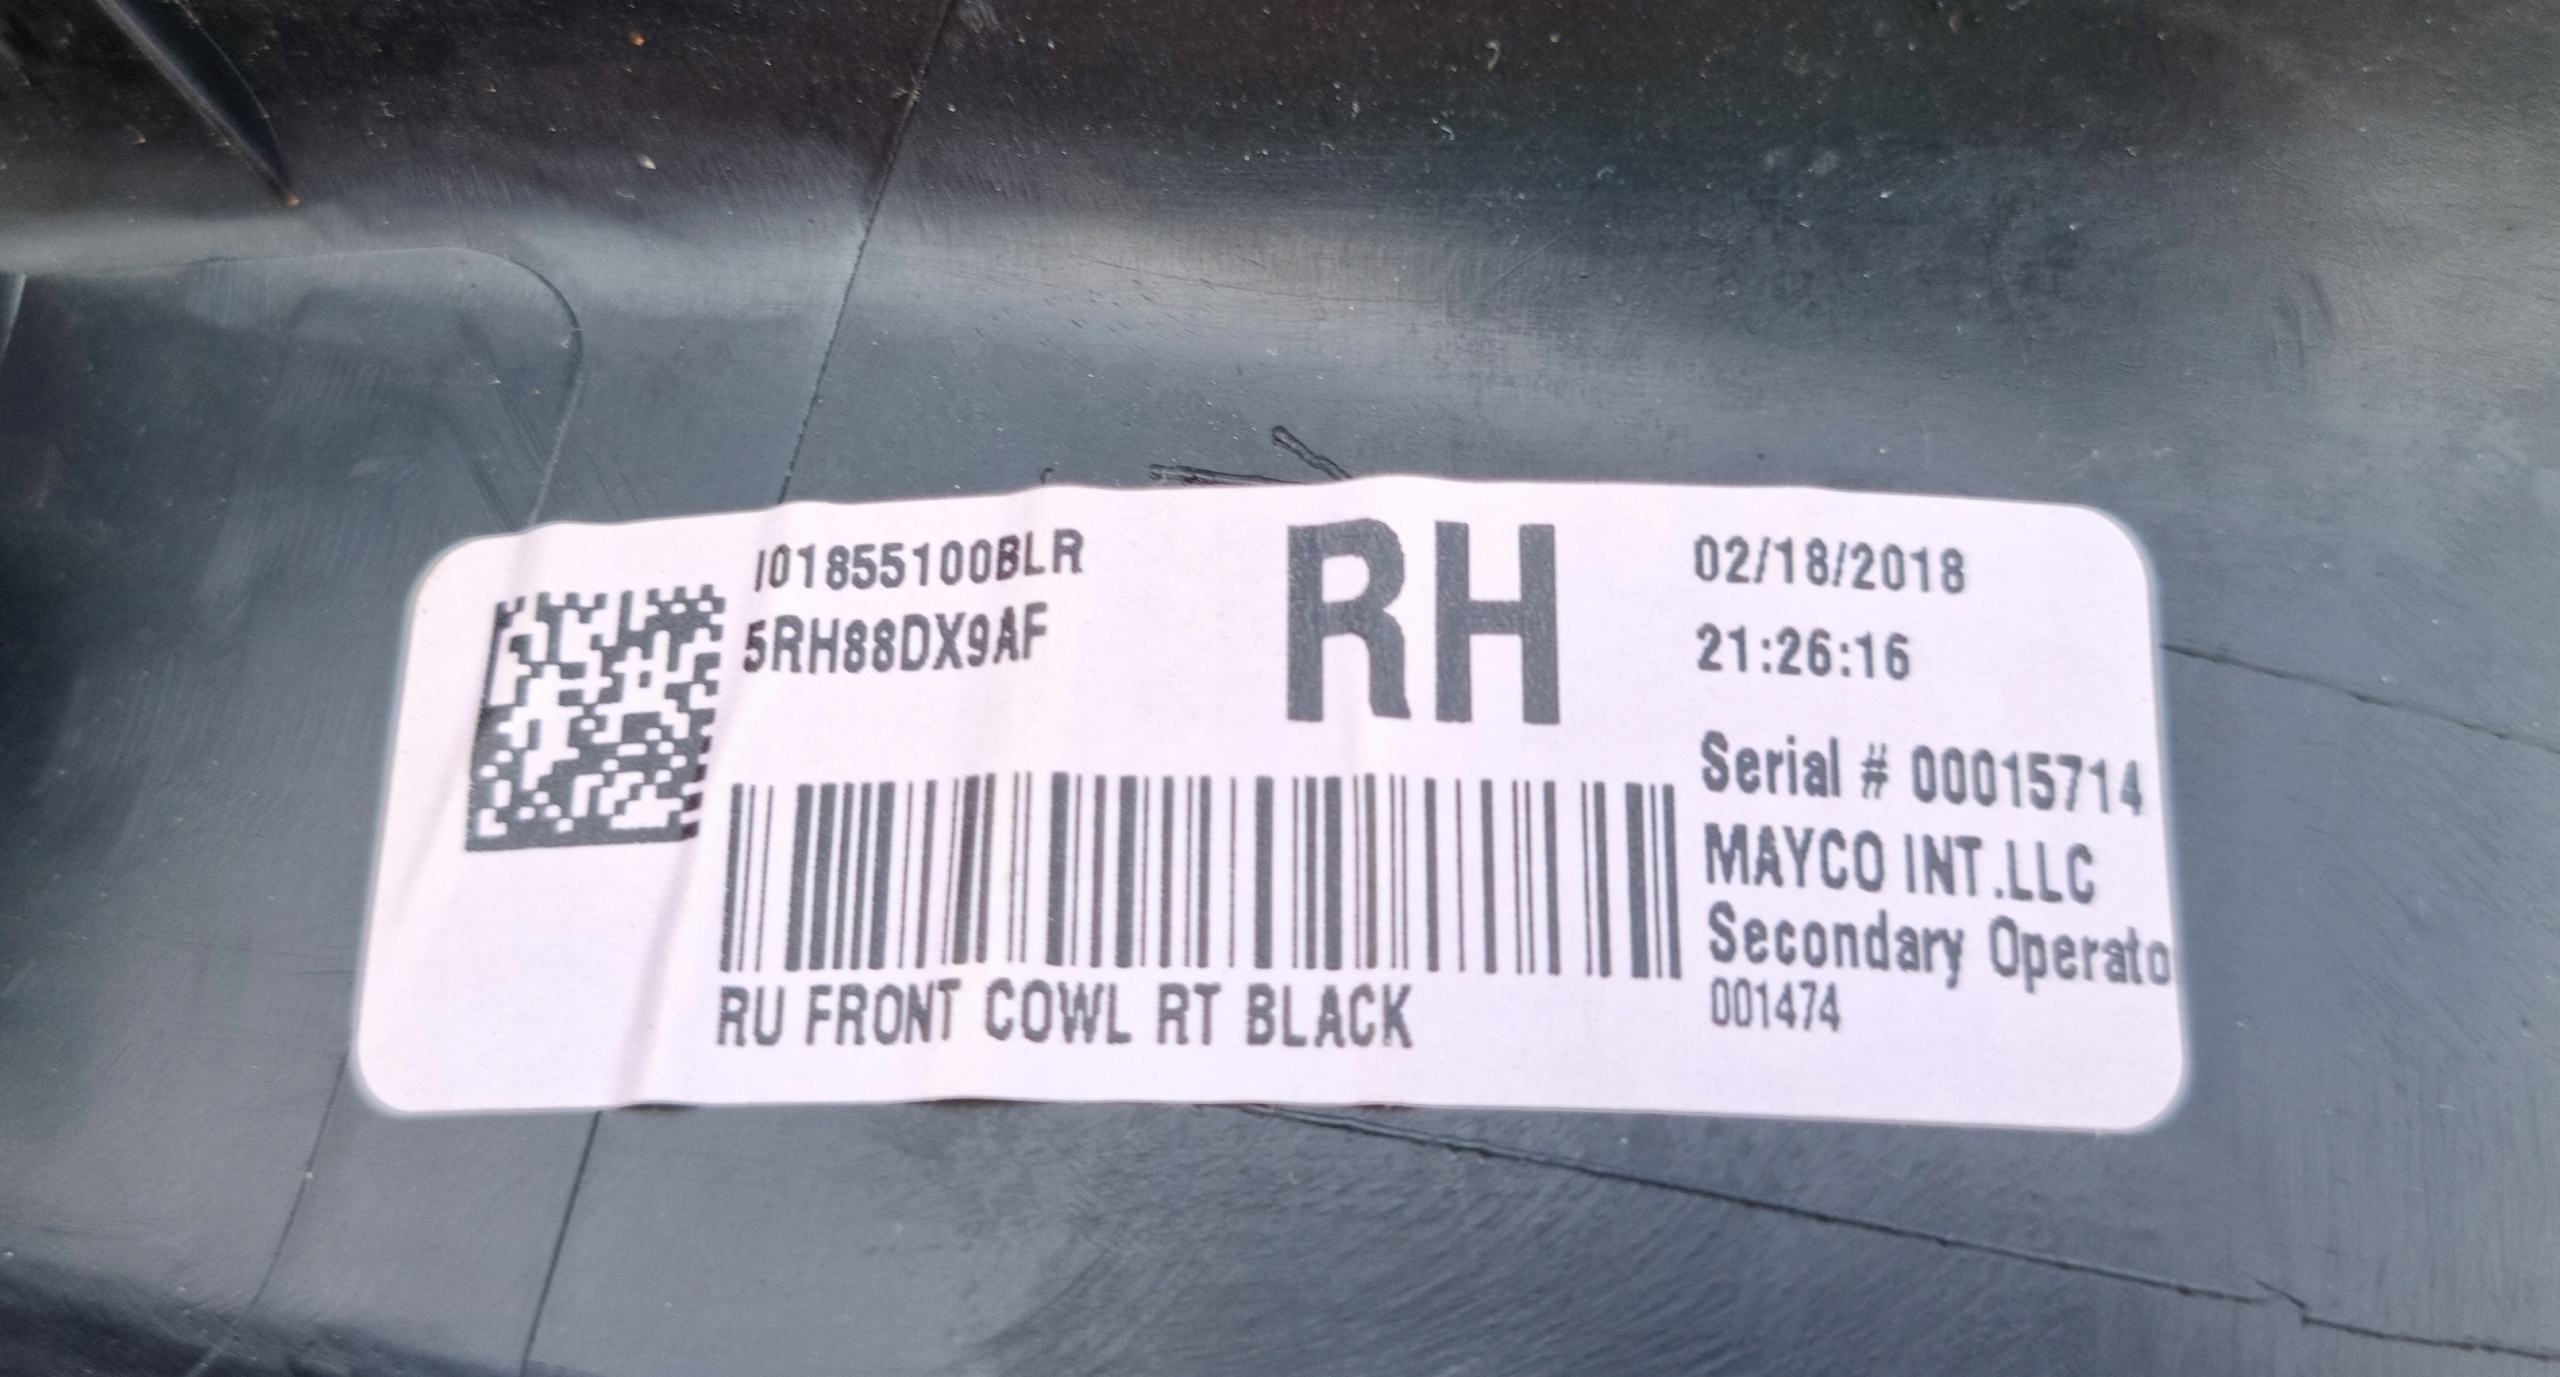 I01855100BLR
5RH88DX9AF
RH
02/18/2018
21:26:16
Serial # 00015714
MAYCO INT.LLC
Secondary Operato
001474
RU FRONT COWL RT BLACK